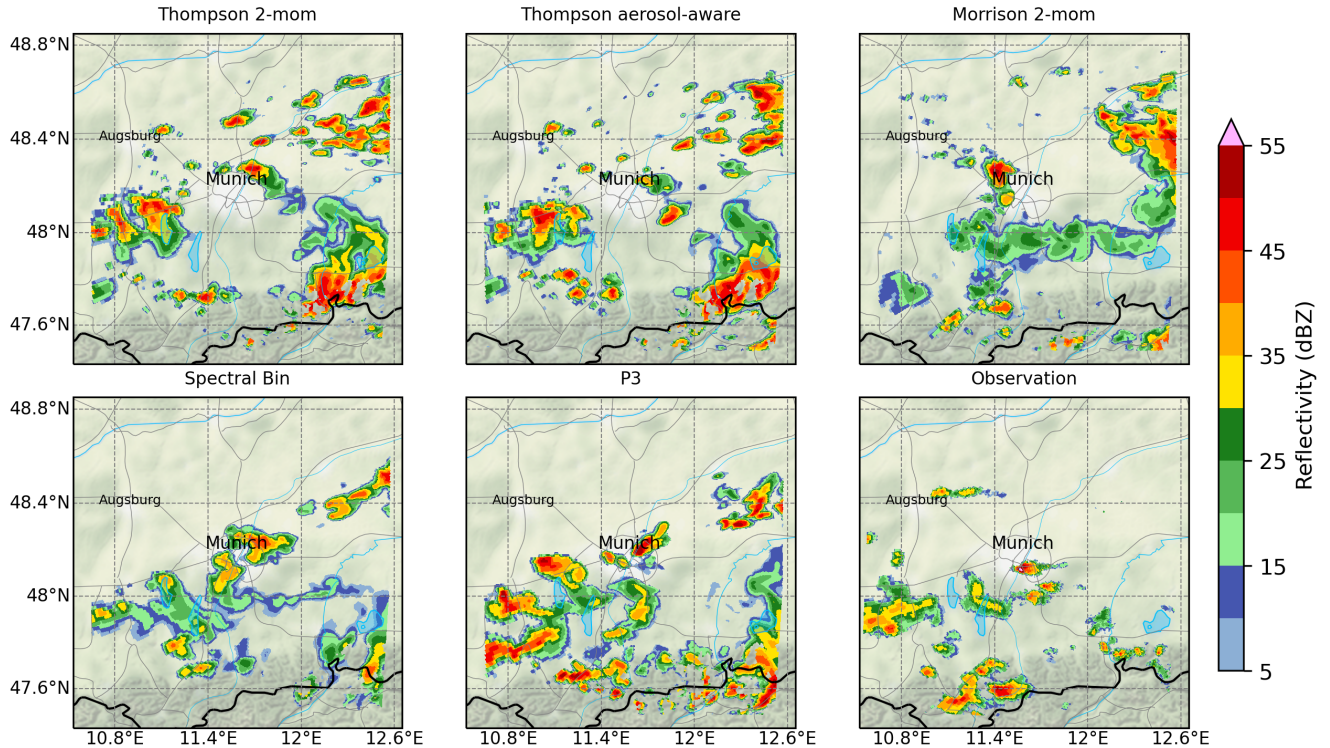 Thompson 2-mom
Thompson aerosol-aware
Morrison 2-mom
48.8°N
48.4°N
48°N
47.6°N
Augsburg
Munich
Augsburg
Munich
Augsburg
Munich
Spectral Bin
P3
Observation
48.8°N
48.4°N
48°N
47.6°N
Augsburg
Munich
Augsburg
Munich
Augsburg
Munich
10.8°E 11.4°E 12°E 12.6°E
10.8°E 11.4°E 12°E 12.6°E
10.8°E 11.4°E 12°E 12.6°E
55
45
35
25
15
5
Reflectivity (dBZ)